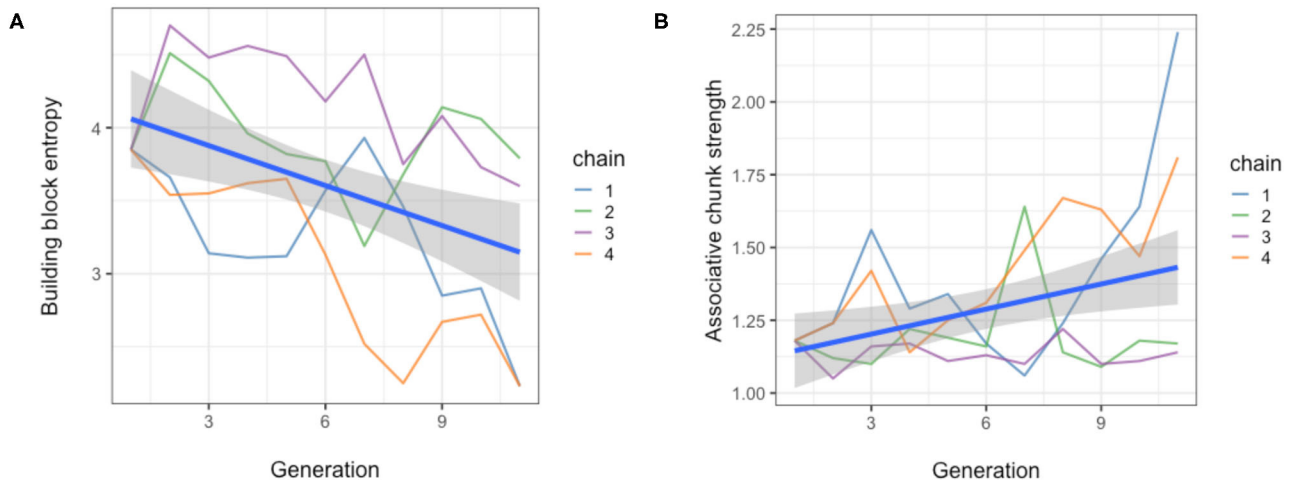 A
Building block entropy
4
3
3
6
9
Generation
chain
1
2
3
4
B
Associative chunk strength
2.25
2.00
1.75
1.50
1.25
1.00
3
6
9
Generation
chain
1
2
3
4